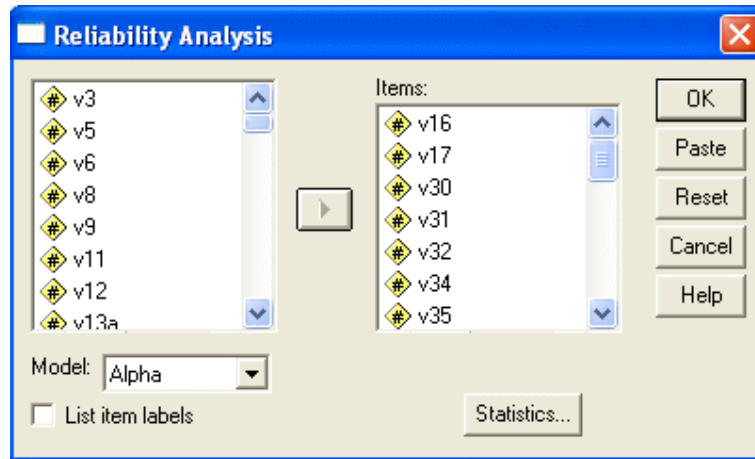 Reliability Analysis
v3
v5
v6
v8
v9
v11
v12
v13a
Items:
v16
v17
v30
v31
v32
v34
v35
OK
Paste
Reset
Cancel
Help
Model: Alpha
List item labels
Statistics...